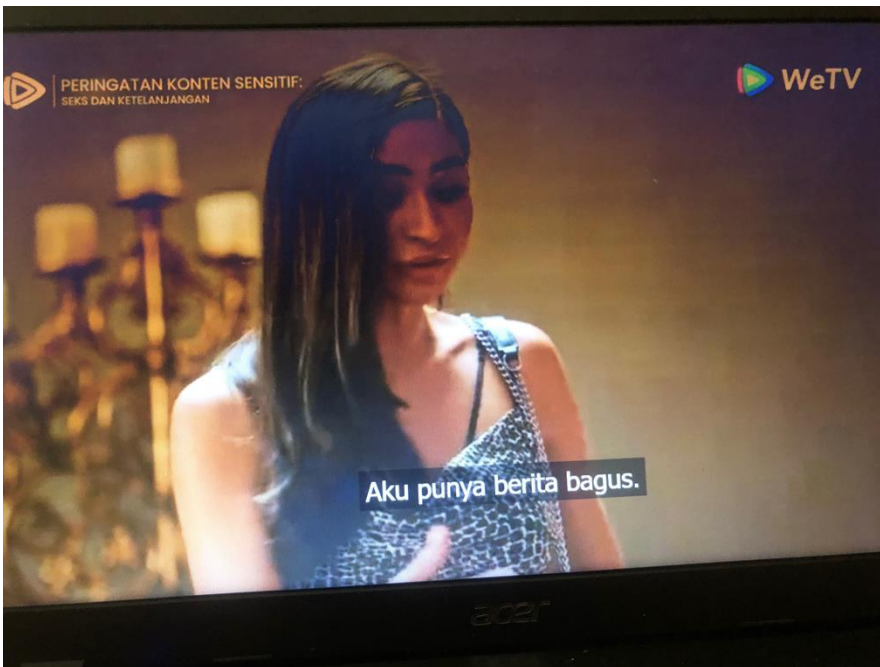 PERINGATAN KONTEN SENSITIF:
SEKS DAN KETELANJANGAN
WeTV
Aku punya berita bagus.
acer